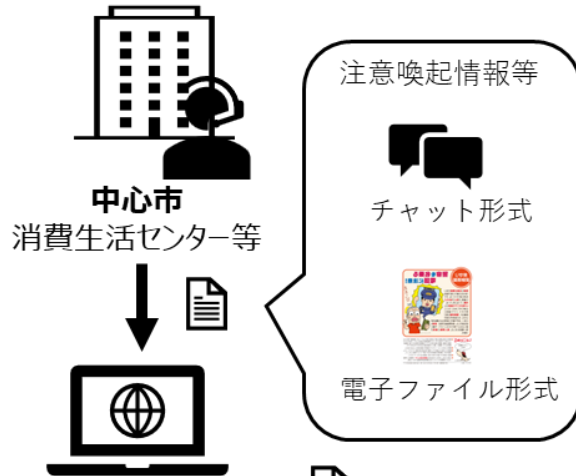 注意喚起情報等
チャット形式
電子ファイル形式
中心市
消費生活センター等